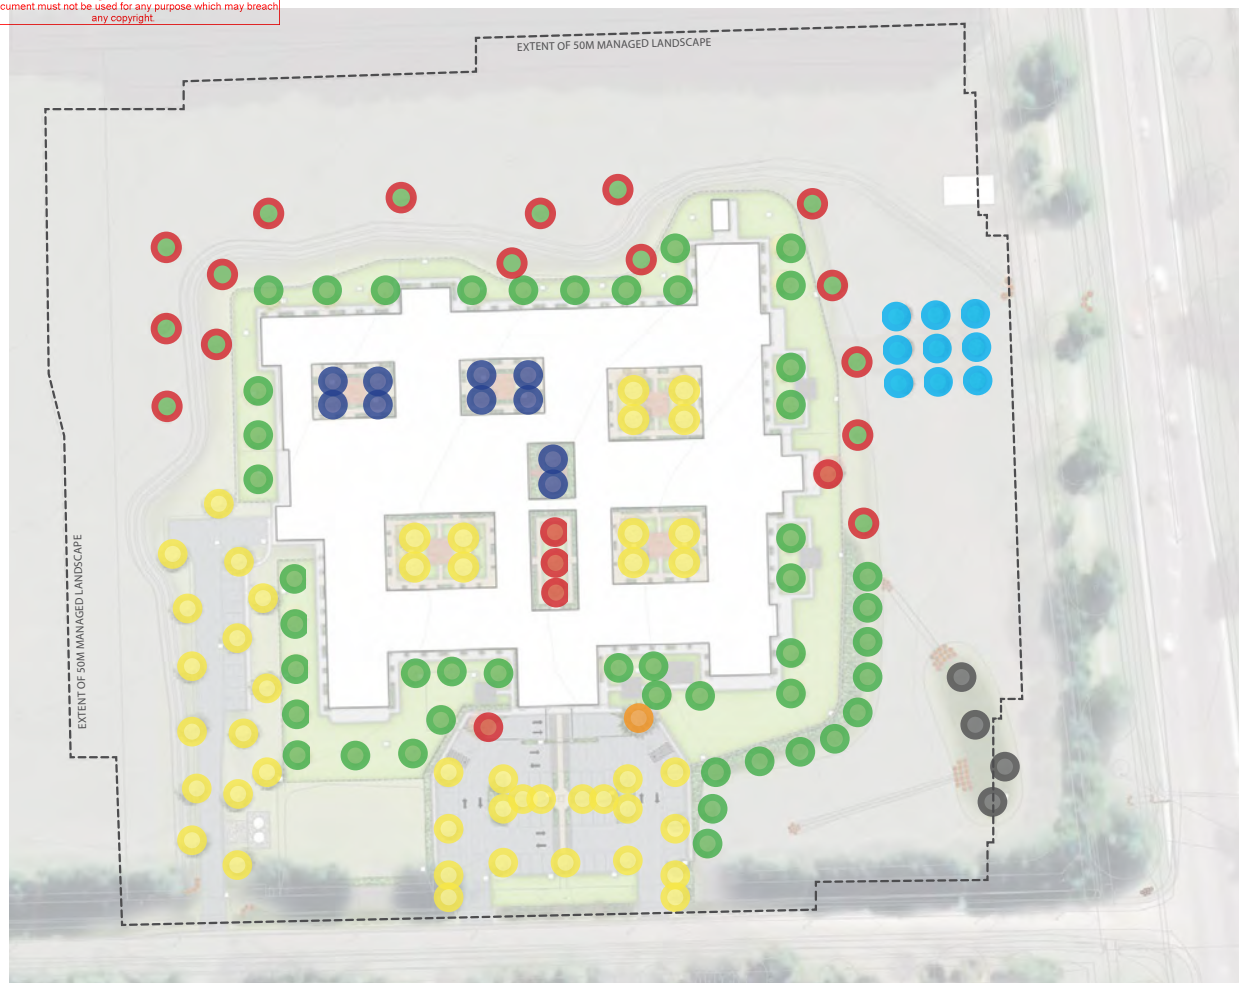 cument must not be used for any purpose which may breach
any copyright.
EXTENT OF 50M MANAGED LANDSCAPE
EXTENT OF 50M MANAGED LANDSCAPE